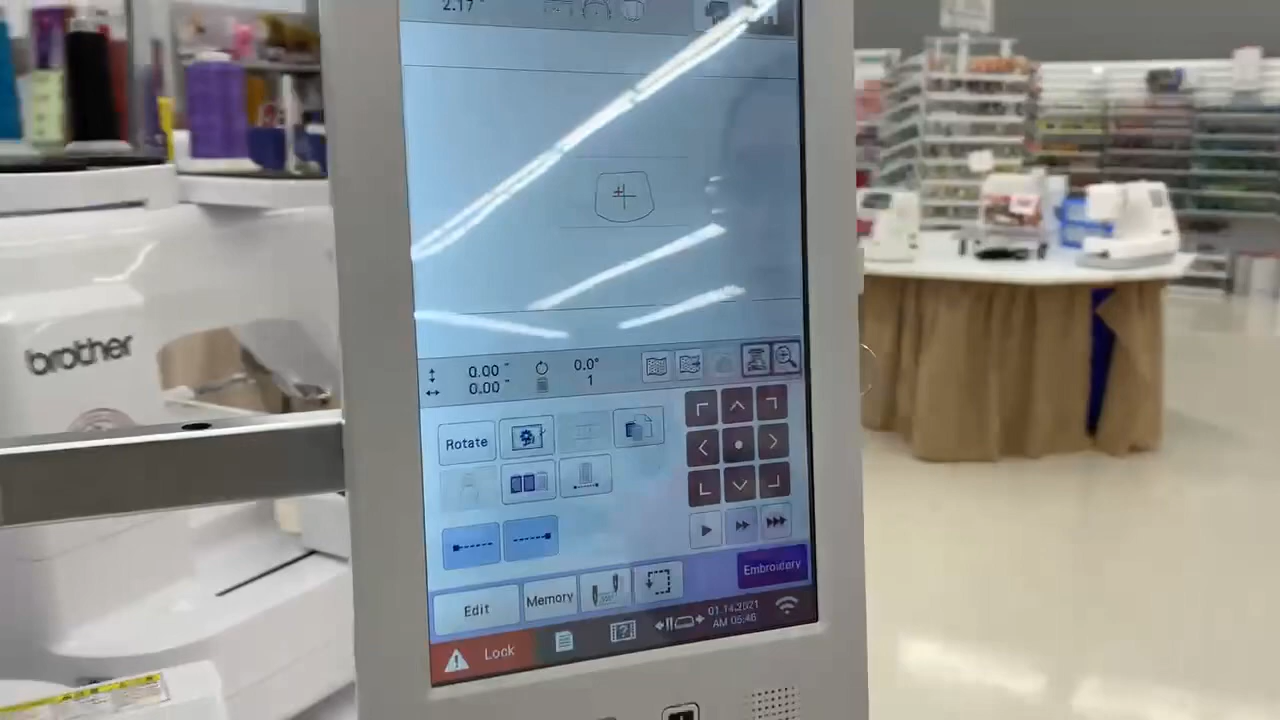 2.17"
brother
0.00 "
0.00 "
0.0°
1
Rotate
Embroidery
Edit
Memory
01.14.2021
AM 05:46
Lock